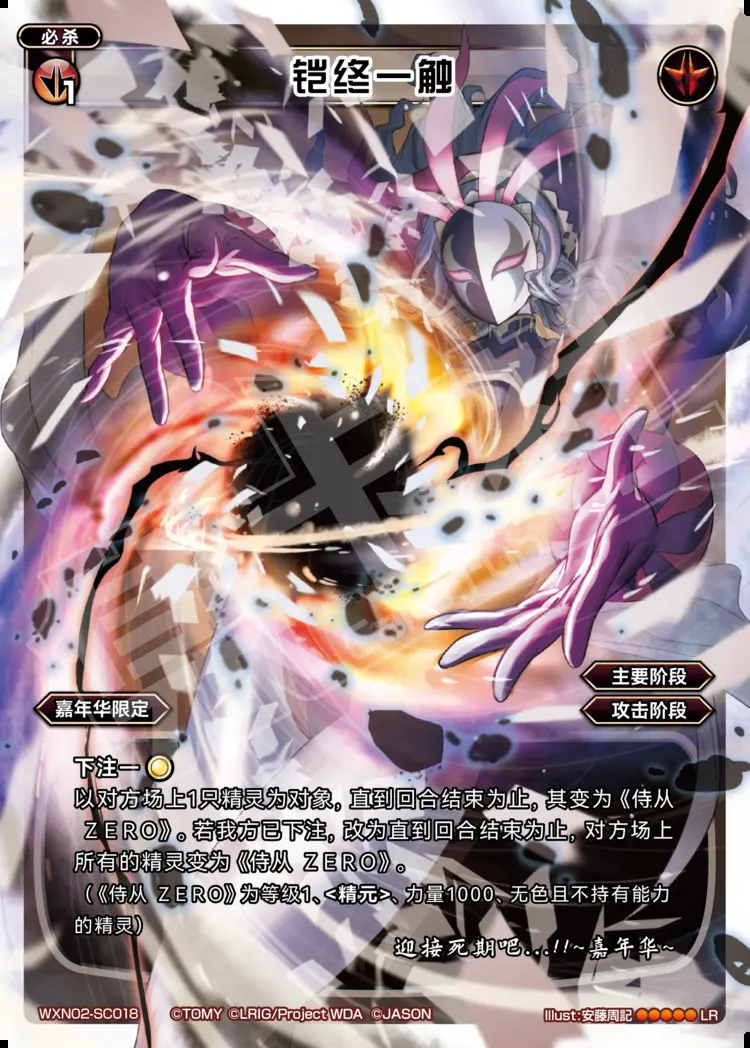 必杀
1
铠终一触
主要阶段
嘉年华限定
攻击阶段
下注一
以对方场上1只精灵为对象，直到回合结束为止，其变为《侍从
ZERO》。若我方已下注，改为直到回合结束为止，对方场上
所有的精灵变为《侍从 ZERO》。
（《侍从 ZERO》为等级1、<精元>、力量1000、无色且不持有能力
的精灵）
迎接死期吧...!!~嘉年华~
WXN02-SC018 ©TOMY ©LRIG/Project WDA ©JASON Illust:安藤周記 LR